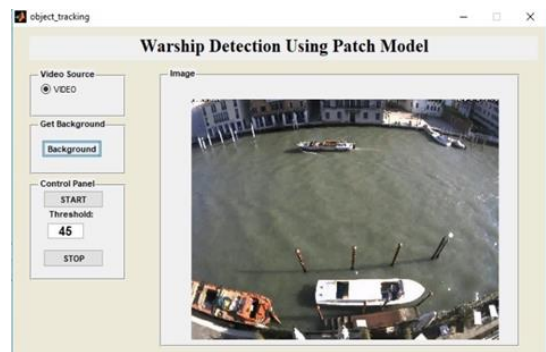 object_tracking
Warship Detection Using Patch Model
Video Source
VIDEO
Get Background
Background
Control Panel
START
Threshold:
45
STOP
Image